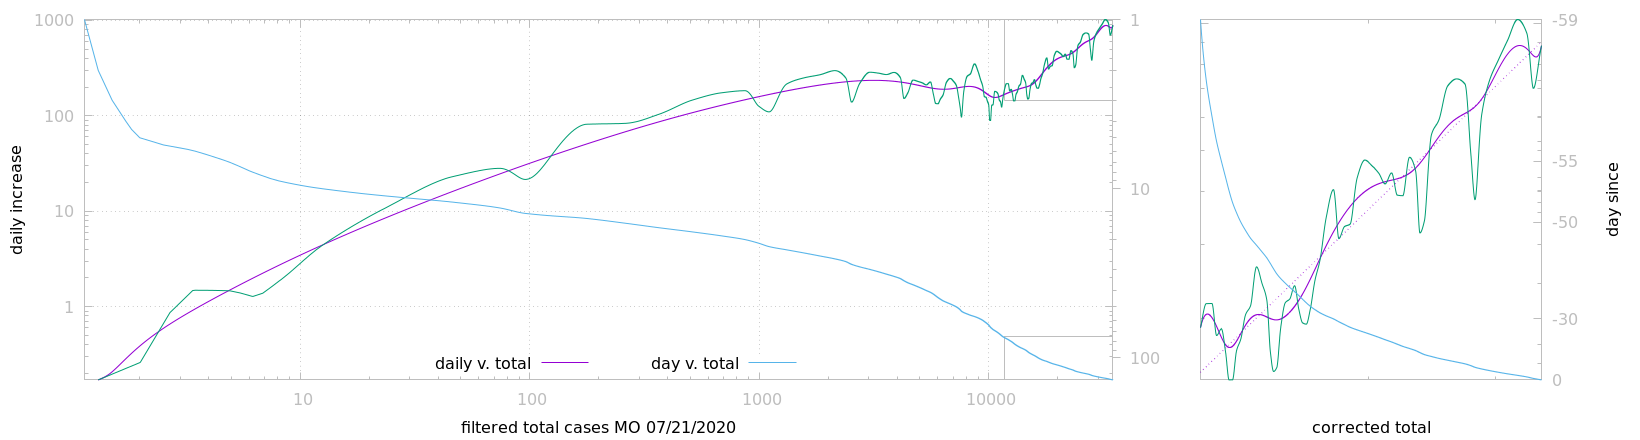 1000
100
10
1
daily increase
daily v. total
day v. total
10
100
1000
10000
filtered total cases MO 07/21/2020
1
10
100
-59
-55
-50
-30
0
day since
corrected total